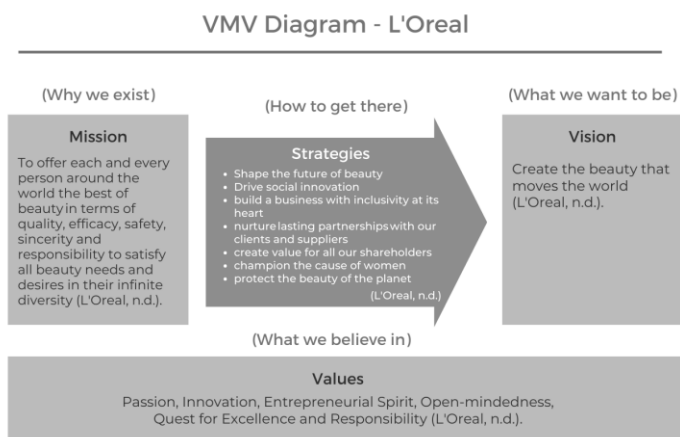 VMV Diagram - L'Oreal
(Why we exist)
Mission
To offer each and every
person around the
world the best of
beauty in terms of
quality, efficacy, safety,
sincerity and
responsibility to satisfy
all beauty needs and
desires in their infinite
diversity (L'Oreal, n.d.).
(How to get there)
Strategies
• Shape the future of beauty
• Drive social innovation
• build a business with inclusivity at its
heart
• nurture lasting partnerships with our
clients and suppliers
• create value for all our shareholders
• champion the cause of women
• protect the beauty of the planet
(L'Oreal, n.d.)
(What we want to be)
Vision
Create the beauty that
moves the world
(L'Oreal, n.d.).
(What we believe in)
Values
Passion, Innovation, Entrepreneurial Spirit, Open-mindedness,
Quest for Excellence and Responsibility (L'Oreal, n.d.).